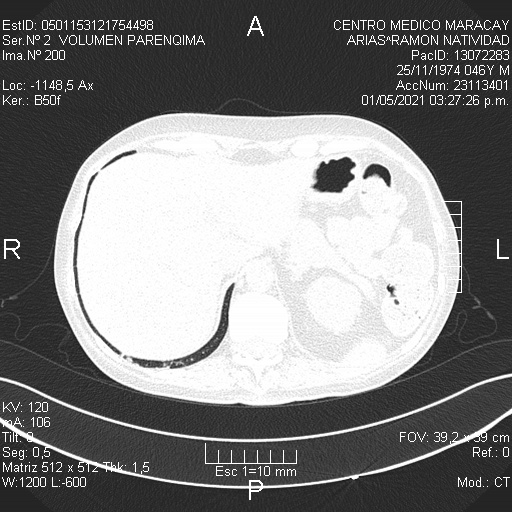 EstID: 0501153121754498
Ser.Nº 2 VOLUMEN PARENQIMA
Ima.Nº 200
Loc: -1148,5 Ax
Ker.: B50f
A
CENTRO MEDICO MARACAY
ARIAS^RAMON NATIVIDAD
PacID: 13072283
25/11/1974 046Y M
AccNum: 23113401
01/05/2021 03:27:26 p.m.
R
L
KV: 120
mA: 106
Tilt: 0
Seg: 0,5
Matriz 512 x 512 Thk: 1,5
W:1200 L:-600
Esc 1=10 mm
P
FOV: 39,2 x 39 cm
Ref.: 0
Mod.: CT